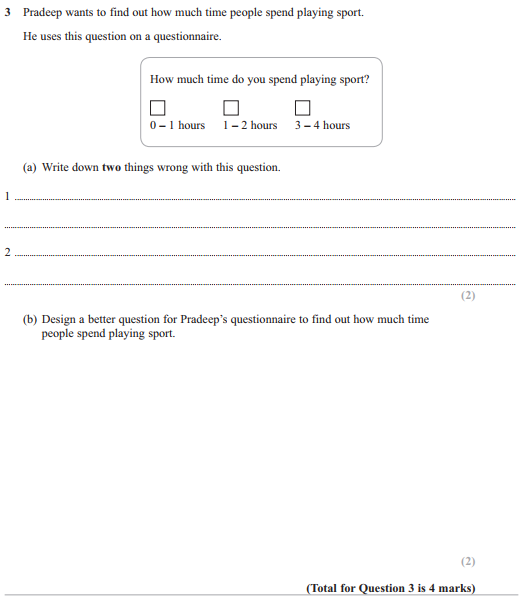 3 Pradeep wants to find out how much time people spend playing sport.
He uses this question on a questionnaire.
How much time do you spend playing sport?
0 – 1 hours 1 – 2 hours 3 – 4 hours
(a) Write down two things wrong with this question.
1
2
(2)
(b) Design a better question for Pradeep's questionnaire to find out how much time
people spend playing sport.
(2)
(Total for Question 3 is 4 marks)